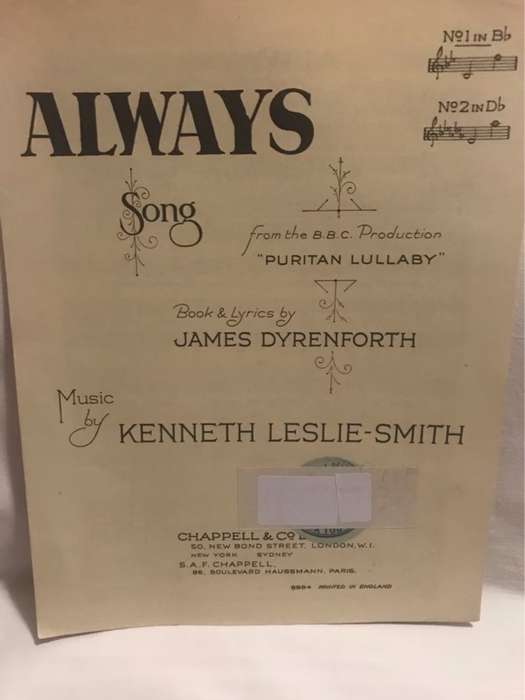 No1 IN Bb
No2 IN Db
ALWAYS
Song
from the B.B.C. Production
"PURITAN LULLABY"
Book & Lyrics by
JAMES DYRENFORTH
Music
by
KENNETH LESLIE-SMITH
CHAPPELL & Co
50, NEW BOND STREET, LONDON, W.I.
NEW YORK SYDNEY
S.A.F. CHAPPELL,
86, BOULEVARD HAUSSMANN, PARIS.
PRINTED IN ENGLAND